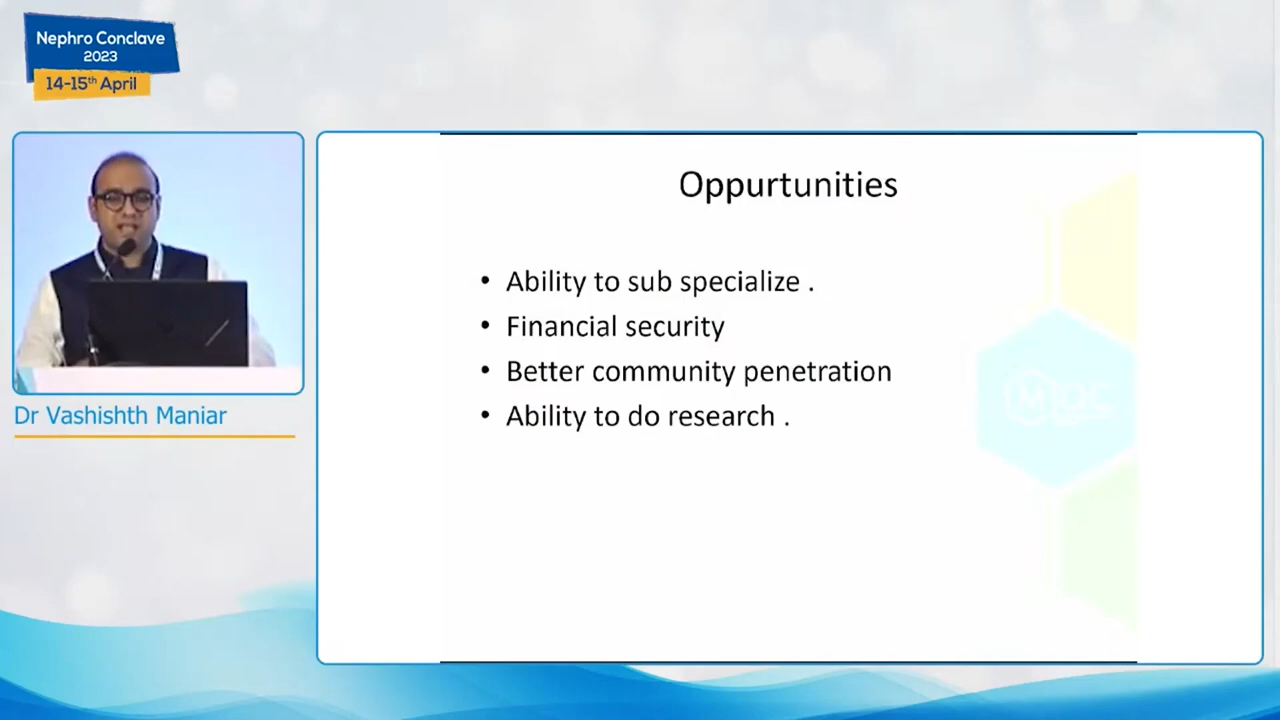 Nephro Conclave
2023
14-15th April
Dr Vashishth Maniar
Oppurtunities
• Ability to sub specialize .
• Financial security
• Better community penetration
• Ability to do research .
MOC